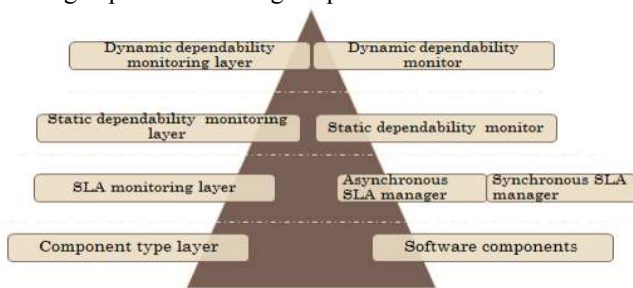 Dynamic dependability
monitoring layer
Dynamic dependability
monitor
Static dependability monitoring
layer
Static dependability monitor
SLA monitoring layer
Asynchronous
SLA manager
Synchronous SLA
manager
Component type layer
Software components